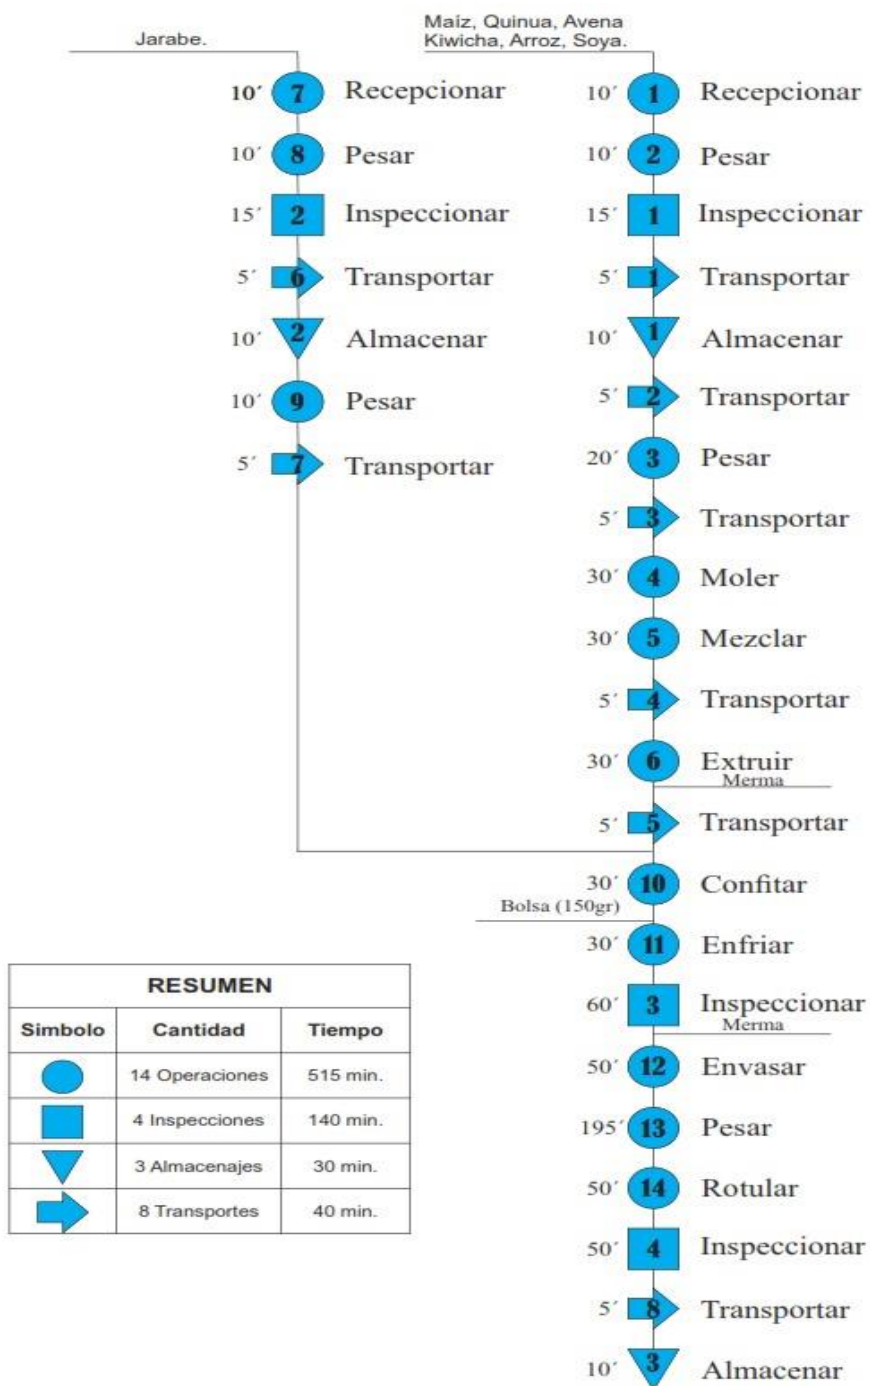 Jarabe.
10´ 7 Recepcionar
10´ 8 Pesar
15´ 2 Inspeccionar
5´ 6 Transportar
10´ 2 Almacenar
10´ 9 Pesar
5´ 7 Transportar
Maíz, Quinua, Avena
Kiwicha, Arroz, Soya.
10´ 1 Recepcionar
10´ 2 Pesar
15´ 1 Inspeccionar
5´ 1 Transportar
10´ 1 Almacenar
5´ 2 Transportar
20´ 3 Pesar
5´ 3 Transportar
30´ 4 Moler
30´ 5 Mezclar
5´ 4 Transportar
30´ 6 Extruir
Merma
5´ 5 Transportar
30´ 10 Confitar
Bolsa (150gr)
30´ 11 Enfriar
60´ 3 Inspeccionar
Merma
50´ 12 Envasar
195´ 13 Pesar
50´ 14 Rotular
50´ 4 Inspeccionar
5´ 8 Transportar
10´ 3 Almacenar
RESUMEN
Simbolo Cantidad Tiempo
14 Operaciones 515 min.
4 Inspecciones 140 min.
3 Almacenajes 30 min.
8 Transportes 40 min.